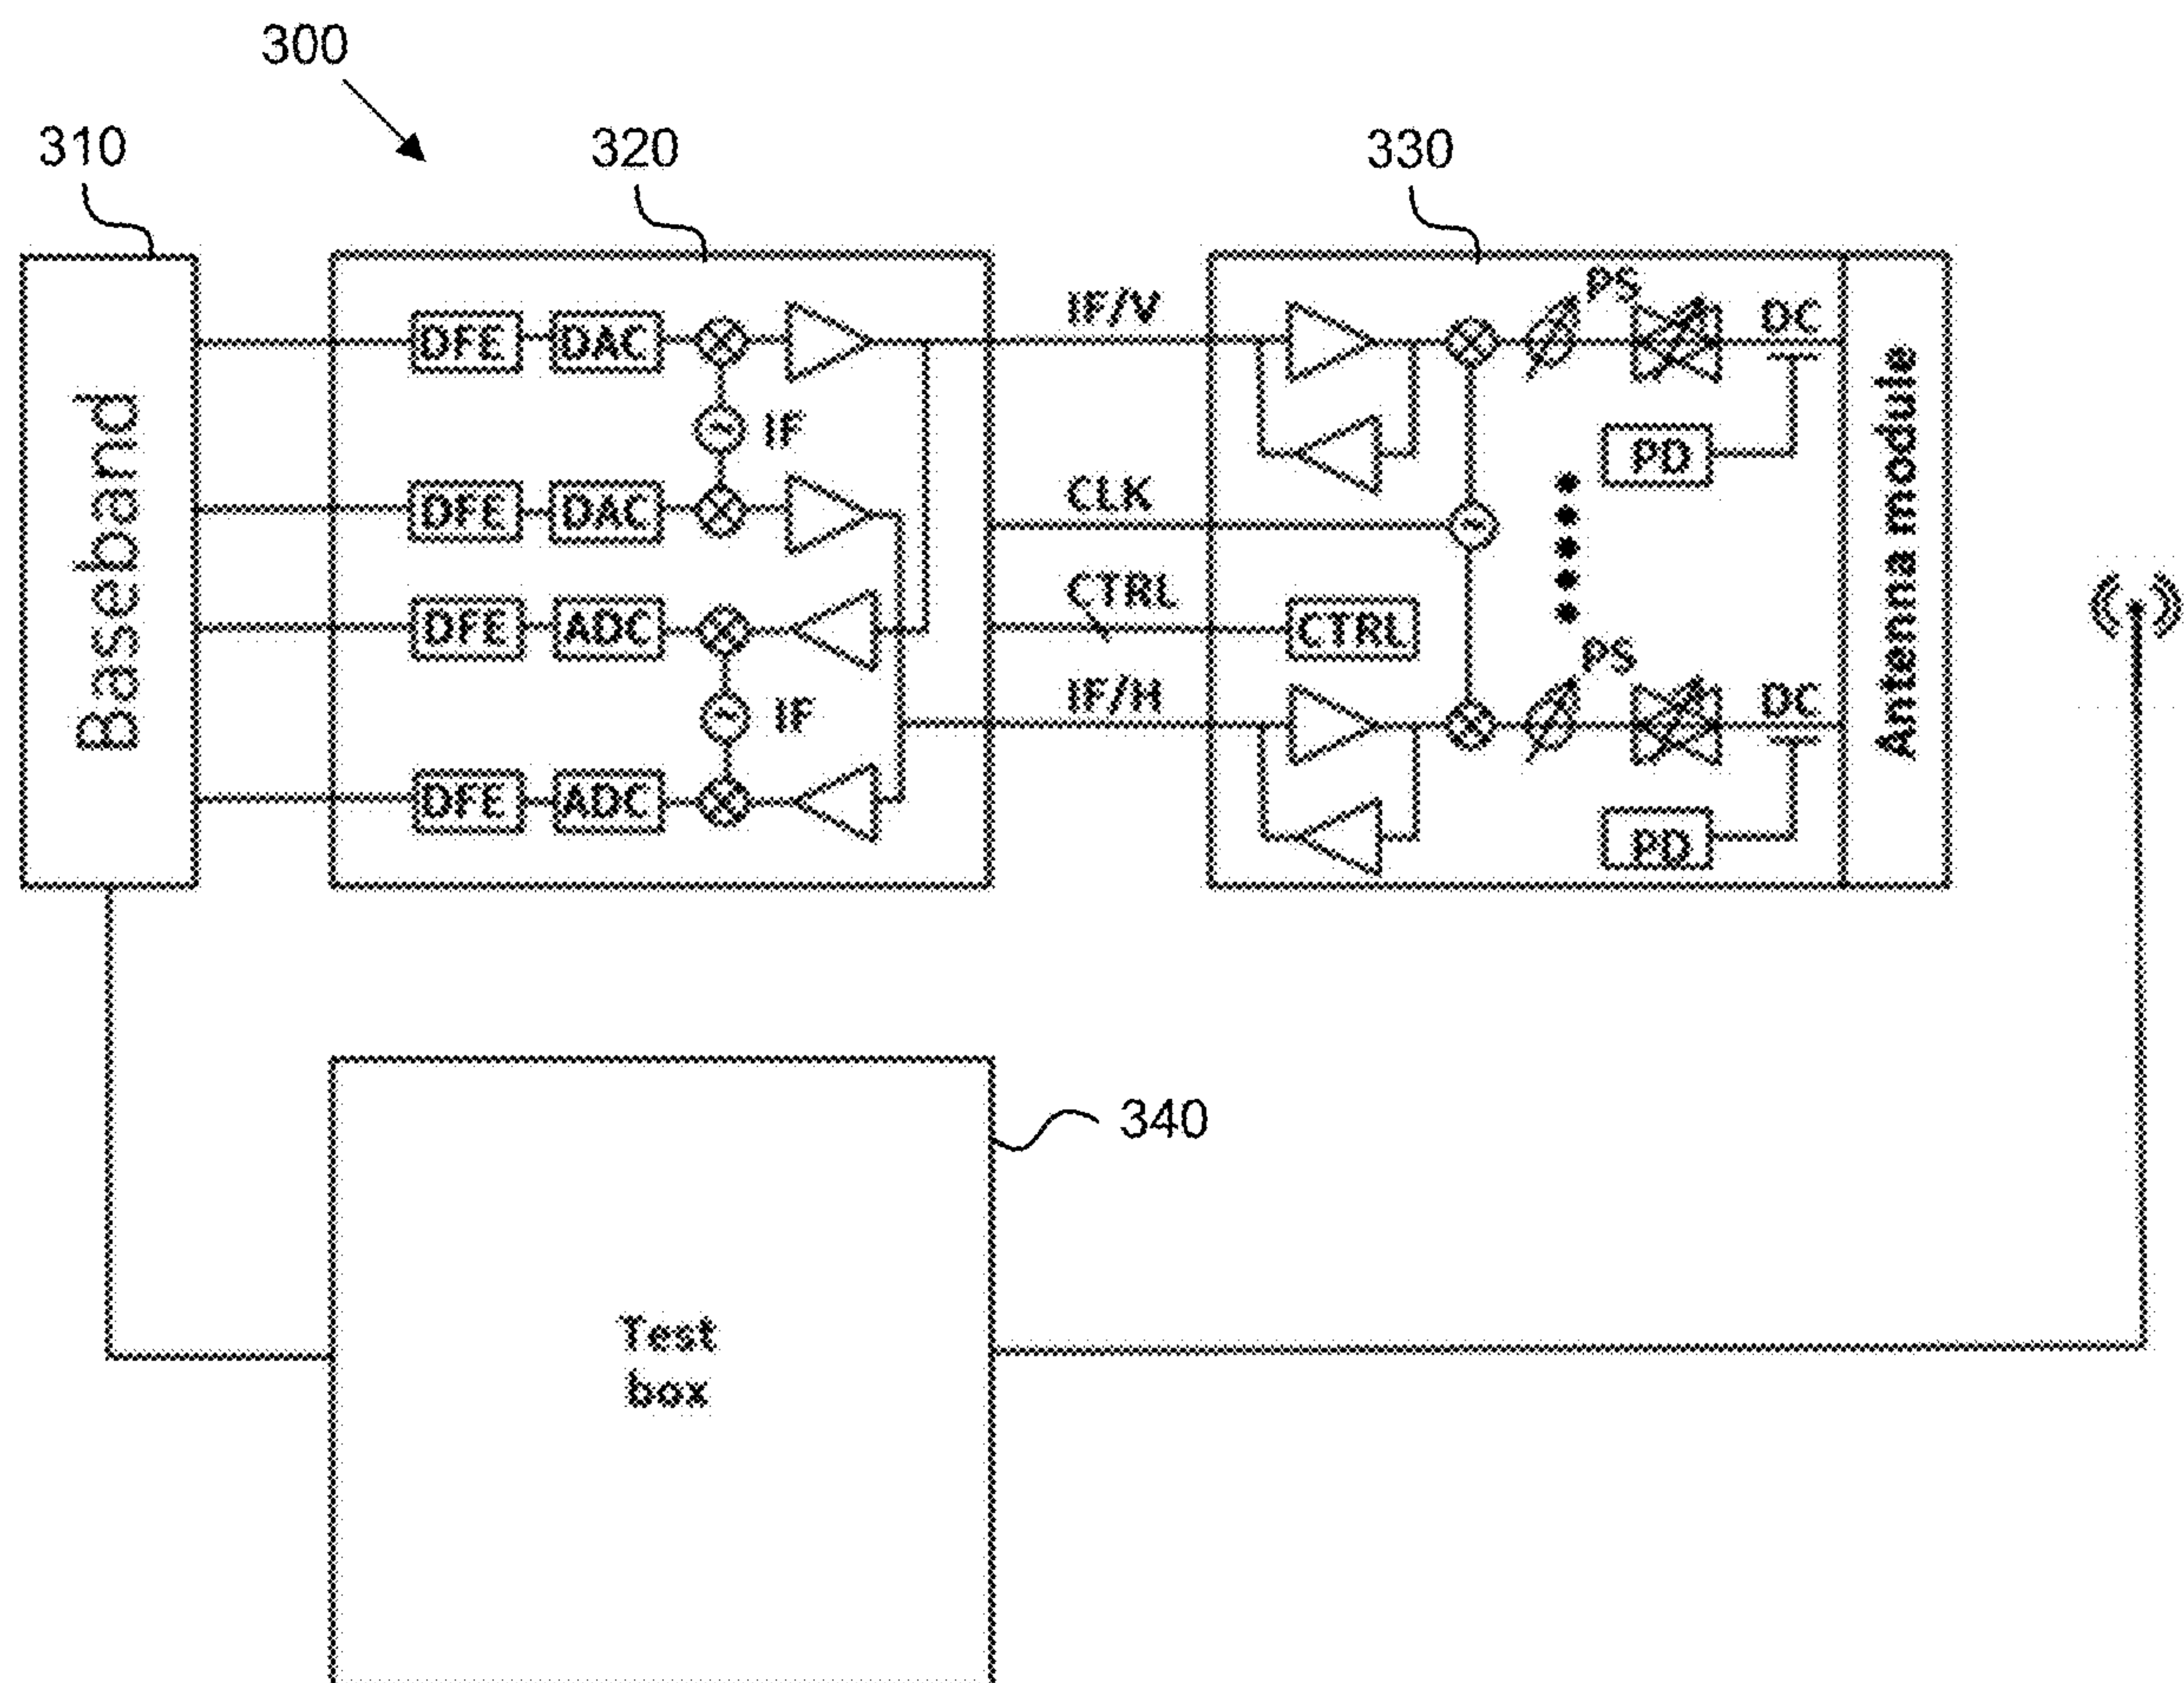 300
310
320
330
Baseband
DFE DAC
IF
DFE DAC
DFE ADC
IF
DFE ADC
IF/V
CLK
CTRL
IF/H
PS
DC
PD
CTRL
PS
DC
PD
Antenna module
340
Test
box